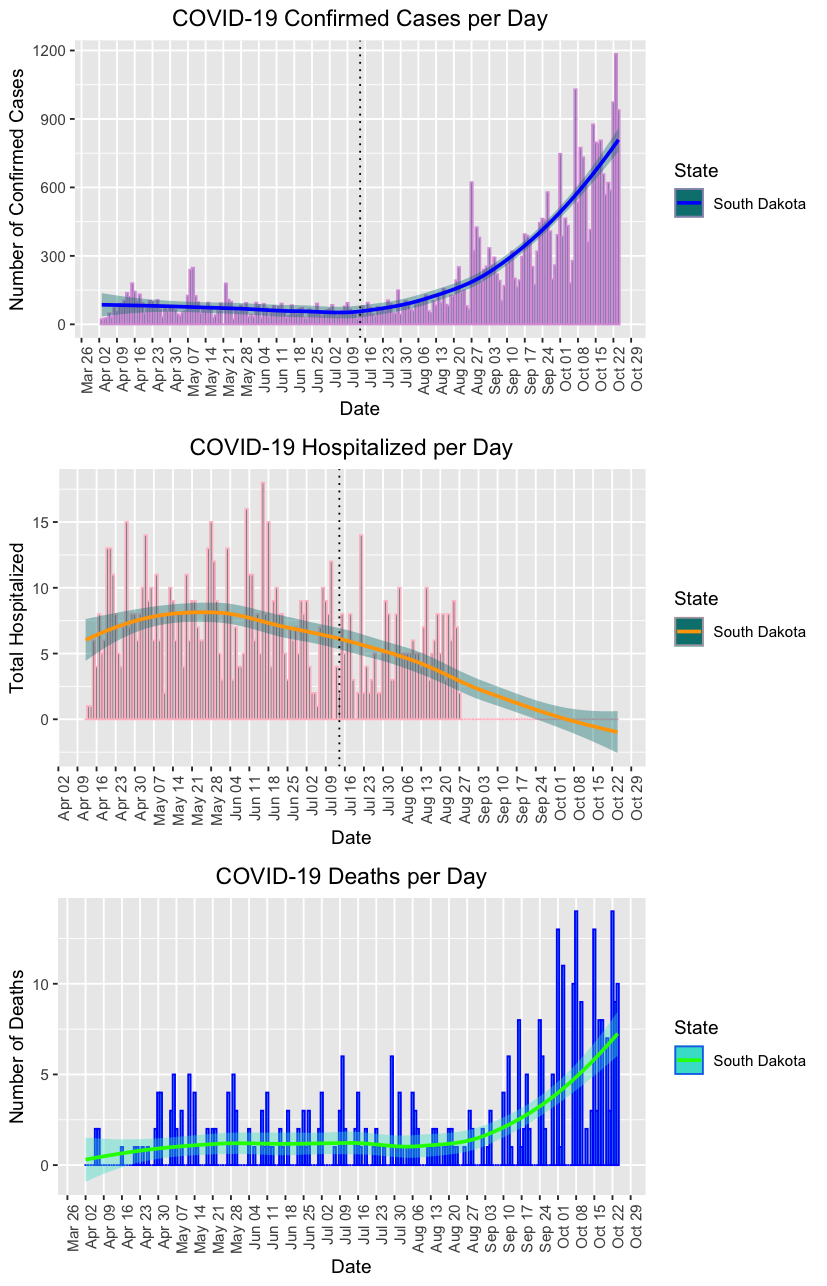 COVID-19 Confirmed Cases per Day
Number of Confirmed Cases
1200
900
600
300
0
Mar 26
Apr 02
Apr 09
Apr 16
Apr 23
Apr 30
May 07
May 14
May 21
May 28
Jun 04
Jun 11
Jun 18
Jun 25
Jul 02
Jul 09
Jul 16
Jul 23
Jul 30
Aug 06
Aug 13
Aug 20
Aug 27
Sep 03
Sep 10
Sep 17
Sep 24
Oct 01
Oct 08
Oct 15
Oct 22
Oct 29
Date
State
South Dakota
COVID-19 Hospitalized per Day
Total Hospitalized
15
10
5
0
Apr 02
Apr 09
Apr 16
Apr 23
Apr 30
May 07
May 14
May 21
May 28
Jun 04
Jun 11
Jun 18
Jun 25
Jul 02
Jul 09
Jul 16
Jul 23
Jul 30
Aug 06
Aug 13
Aug 20
Aug 27
Sep 03
Sep 10
Sep 17
Sep 24
Oct 01
Oct 08
Oct 15
Oct 22
Oct 29
Date
State
South Dakota
COVID-19 Deaths per Day
Number of Deaths
10
5
0
Mar 26
Apr 02
Apr 09
Apr 16
Apr 23
Apr 30
May 07
May 14
May 21
May 28
Jun 04
Jun 11
Jun 18
Jun 25
Jul 02
Jul 09
Jul 16
Jul 23
Jul 30
Aug 06
Aug 13
Aug 20
Aug 27
Sep 03
Sep 10
Sep 17
Sep 24
Oct 01
Oct 08
Oct 15
Oct 22
Oct 29
Date
State
South Dakota